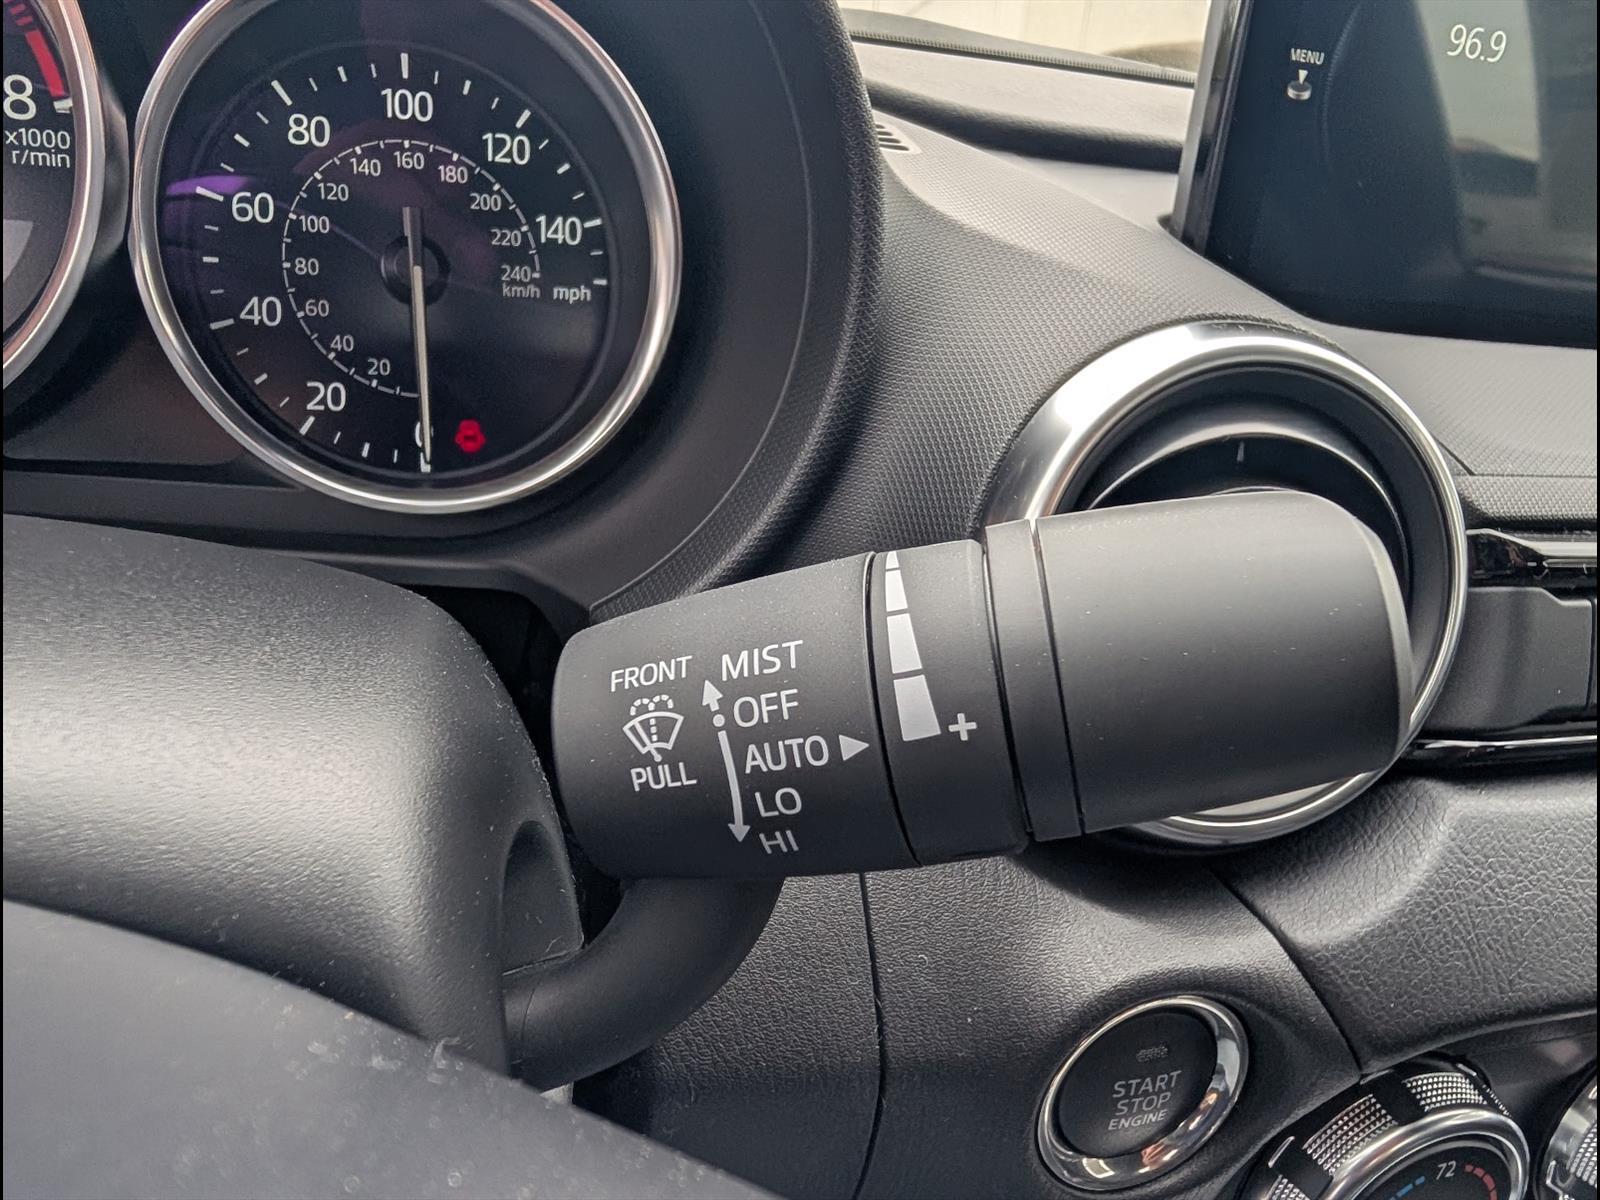 8
x1000
r/min
0
20
40
60
80
100
120
140
mph
20
40
60
80
100
120
140
160
180
200
220
240
km/h
MENU
96.9
FRONT
PULL
MIST
OFF
AUTO
LO
HI
+
START
STOP
ENGINE
72